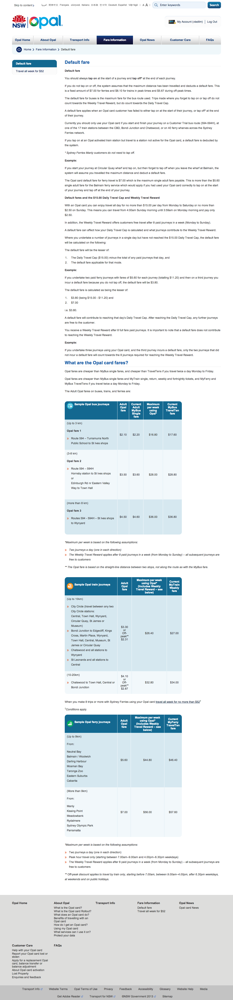 Skip to content
العربية 简体中文 Français ελληνικά Italiano 日本語 한국어 Deutsch Español Việt Ngữ | A A |
Enter keywords
Search
NSW opal.
My Account (vladiim) | Log Out
Opal Home
About Opal
Transport Info
Fare Information
Opal News
Customer Care
FAQs
Home ❯ Fare Information ❯ Default fare
Default fare
Travel all week for $52
Default fare
Default fare
You should always tap on at the start of a journey and tap off* at the end of each journey.
If you do not tap on or off, the system assumes that the maximum distance has been travelled and deducts a default fare. This
is a fixed amount of $7.00 for ferries and $8.10 for trains in peak times and $5.67 during off-peak times.
The default fare for buses is the maximum fare for the bus route used. Trips made where you forget to tap on or tap off do not
count towards the Weekly Travel Reward, but do count towards the Daily Travel Cap.
A default fare applies when an Opal card customer has failed to either tap on at the start of their journey, or tap off* at the end
of their journey.
Currently you should only use your Opal card if you start and finish your journey on a Customer Trial bus route (594-594H), at
one of the 17 train stations between the CBD, Bondi Junction and Chatswood, or on 40 ferry wharves across the Sydney
Ferries network.
If you tap on at an Opal activated train station but travel to a station not active for the Opal card, a default fare is deducted by
the system.
* Sydney Ferries Manly customers do not need to tap off.
Example:
If you start your journey at Circular Quay wharf and tap on, but then forget to tap off when you leave the wharf at Balmain, the
system will assume you travelled the maximum distance and deduct a default fare.
The Opal card default fare for ferry travel is $7.00 which is the maximum single adult fare payable. This is more than the $5.60
single adult fare for the Balmain ferry service which would apply if you had used your Opal card correctly to tap on at the start
of your journey and tap off at the end of your journey.
Default fares and the $15.00 Daily Travel Cap and Weekly Travel Reward
With an Opal card you can enjoy travel all day for no more than $15.00 per day from Monday to Saturday or no more than
$2.50 on Sunday. This means you can travel from 4:00am Sunday morning until 3:59am on Monday morning and pay only
$2.50.
In addition, the Weekly Travel Reward offers customers free travel after 8 paid journeys in a week (Monday to Sunday).
A default fare can affect how your Daily Travel Cap is calculated and what journeys contribute to the Weekly Travel Reward.
Where you undertake a number of journeys in a single day but have not reached the $15.00 Daily Travel Cap, the default fare
will be calculated on the following:
The default fare will be the lesser of:
1. The Daily Travel Cap ($15.00) minus the total of any paid journeys that day, and
2. The default fare applicable for that mode.
Example:
If you undertake two paid ferry journeys with fares of $5.60 for each journey (totalling $11.20) and then on a third journey you
incur a default fare because you do not tap off, the default fare will be $3.80.
The default fare is calculated as being the lesser of:
1. $3.80 (being $15.00 - $11.20) and
2. $7.00
i.e. $3.80.
A default fare will contribute to reaching that day's Daily Travel Cap. After reaching the Daily Travel Cap, any further journeys
are free to the customer.
You receive a Weekly Travel Reward after 8 full fare paid journeys. It is important to note that a default fare does not contribute
to reaching the Weekly Travel Reward.
Example:
If you undertake three journeys using your Opal card, and the third journey incurs a default fare, only the two journeys that did
not incur a default fare will count towards the 8 journeys required for reaching the Weekly Travel Reward.
What are the Opal card fares?
Opal fares are cheaper than MyBus single fares, and cheaper than TravelTens if you travel twice a day Monday to Friday.
Opal fares are cheaper than MyBus single fares and MyTrain single, return, weekly and fortnightly tickets, and MyFerry and
MyBus TravelTens if you travel twice a day Monday to Friday.
The Adult Opal fares on buses, trains, and ferries are:
Sample Opal bus journeys
Adult
Opal
fare
Current
Adult
MyBus
Single
fare
Maximum
per week
using
Opal*
Current
MyBus
TravelTen
fare
(Up to 3 km)
Opal fare 1
» Route 594 – Turramurra North
Public School to St Ives shops
$2.10 $2.20 $16.80 $17.60
(3-8 km)
Opal fare 2
» Route 594 – 594H
Hornsby station to St Ives shops
or
Edinburgh Rd nr Eastern Valley
Way to Town Hall
$3.50 $3.60 $28.00 $28.80
(more than 8 km)
Opal fare 3
» Routes 594 - 594H – St Ives shops
to Wynyard
$4.50 $4.60 $36.00 $36.80
*Maximum per week is based on the following assumptions:
» Two journeys a day (one in each direction)
» The Weekly Travel Reward applies after 8 paid journeys in a week (from Monday to Sunday) – all subsequent journeys are
free to customers
** The Opal fare is based on the straight-line distance between two stops, not along the route as with the MyBus fare.
Sample Opal train journeys
Adult
Opal
fare
Maximum per week
using Opal*
(Includes Weekly
Travel Reward – see
below)
Current
MyTrain
Weekly
fare
(Up to 10km)
» City Circle (travel between any two
City Circle stations:
Central, Town Hall, Wynyard,
Circular Quay, St James or
Museum)
» Bondi Junction to Edgecliff, Kings
Cross, Martin Place, Wynyard,
Town Hall, Central, Museum, St
James or Circular Quay
» Chatswood and all stations to
Wynyard
» St Leonards and all stations to
Central
$3.30
or
Off-
peak**
$2.31
$26.40
$27.00
(10-20km)
» Chatswood to Town Hall, Central or
Bondi Junction
$4.10
or
Off-
peak**
$2.87
$32.80
$34.00
When you make 8 trips or more with Sydney Ferries using your Opal card travel all week for no more than $52†
†Conditions apply.
Sample Opal ferry journeys
Adult
Opal
fare
Maximum per week
using Opal*
(Includes Weekly
Travel Reward – see
below)
Current
MyFerry
TravelTen
fare
(Up to 9km)
From:
Neutral Bay
Balmain / Woolwich
Darling Harbour
Mosman Bay
Taronga Zoo
Eastern Suburbs
Cabarita
$5.60 $44.80 $46.40
(More than 9km)
From:
Manly
Kissing Point
Meadowbank
Rydalmere
Sydney Olympic Park
Parramatta
$7.00 $56.00 $57.60
*Maximum per week is based on the following assumptions:
» Two journeys a day (one in each direction)
» Peak hour travel only (starting between 7.00am–9.00am and 4.00pm–6.30pm weekdays)
» The Weekly Travel Reward applies after 8 paid journeys in a week (from Monday to Sunday) – all subsequent journeys are
free to customers
** Off-peak discount applies to travel by train only, starting before 7.00am, between 9.00am–4.00pm, after 6.30pm weekdays,
at weekends and on public holidays.
Opal Home
About Opal
What is the Opal card?
What is the Opal card Rollout?
What does an Opal card do?
Benefits of travelling with an
Opal card
How do I get an Opal card?
Using my Opal card
What services can I use it on?
Protect your data
Transport Info
Fare Information
Default fare
Travel all week for $52
Opal News
Opal card News
Customer Care
Help with your Opal card
Report your Opal card lost or
stolen
Apply for a replacement Opal
card, balance transfer or
balance adjustment
About Opal card activation
Lost Property
Enquiries and feedback
FAQs
Transport Info Website Terms Opal Terms of Use Privacy Feedback Accessibility Glossary Website Help Media
Get Adobe Reader Transport for NSW ©NSW Government 2013 Sitemap